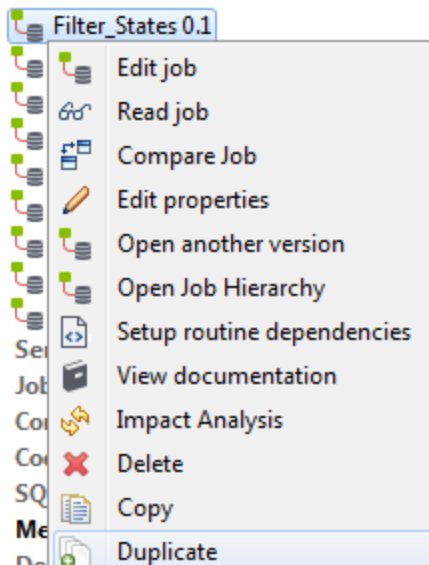 Filter_States 0.1
Edit job
Read job
Compare Job
Edit properties
Open another version
Open Job Hierarchy
Setup routine dependencies
View documentation
Impact Analysis
Delete
Copy
Duplicate